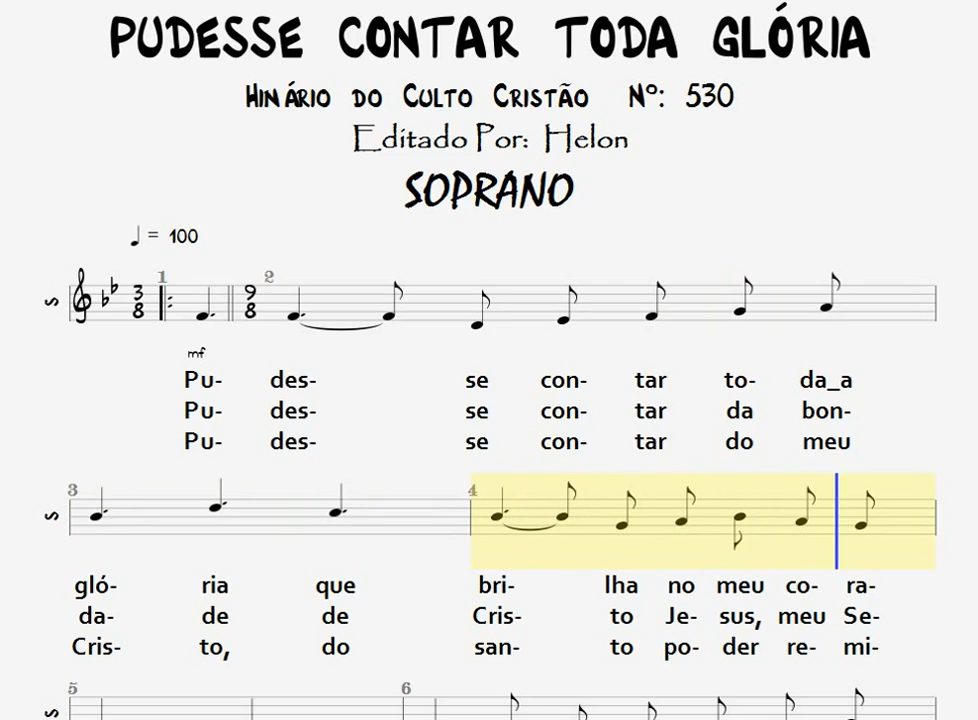 PUDESSE CONTAR TODA GLÓRIA
HINÁRIO DO CULTO CRISTÃO Nº: 530
Editado Por: Helon
SOPRANO
= 100
S 3 8 1 9 8 2
mf
Pu- des- se con- tar to- da_a
Pu- des- se con- tar da bon-
Pu- des- se con- tar do meu
S 3 4
gló- ria que bri- lha no meu co- ra-
da- de de Cris- to Je- sus, meu Se-
Cris- to, do san- to po- der re- mi-
S 5 6